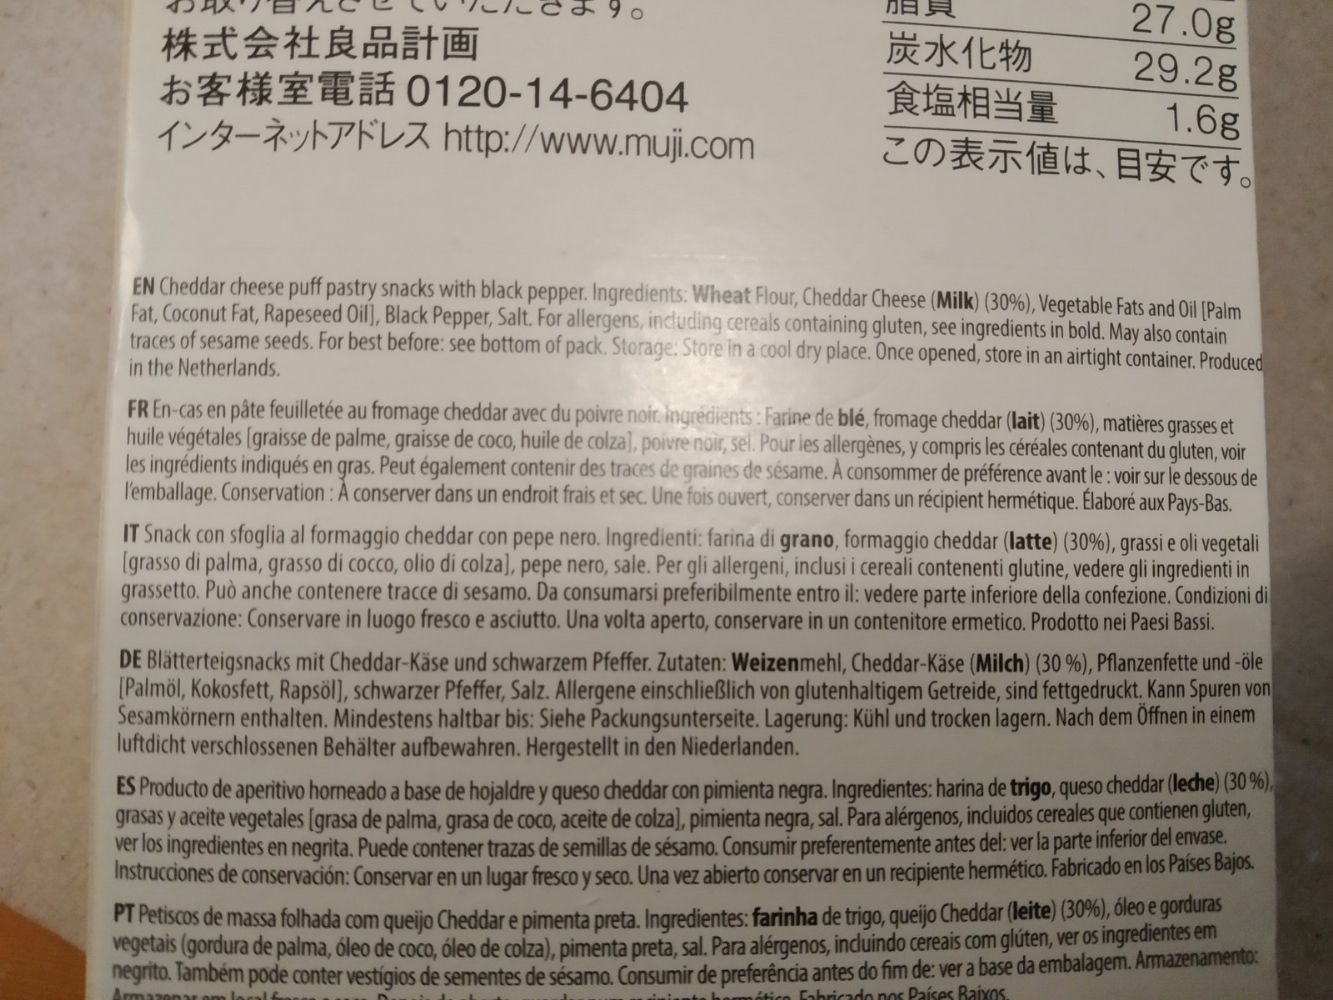 お取り替えさせていただきます。
株式会社良品計画
お客様室電話 0120-14-6404
インターネットアドレス http://www.muji.com
脂質 27.0g
炭水化物 29.2g
食塩相当量 1.6g
この表示値は、目安です。
EN Cheddar cheese puff pastry snacks with black pepper. Ingredients: Wheat Flour, Cheddar Cheese (Milk) (30%), Vegetable Fats and Oil [Palm
Fat, Coconut Fat, Rapeseed Oil], Black Pepper, Salt. For allergens, including cereals containing gluten, see ingredients in bold. May also contain
traces of sesame seeds. For best before: see bottom of pack. Storage: Store in a cool dry place. Once opened, store in an airtight container. Produced
in the Netherlands.
FR En-cas en pâte feuilletée au fromage cheddar avec du poivre noir. Ingrédients : Farine de blé, fromage cheddar (lait) (30%), matières grasses et
huile végétales [graisse de palme, graisse de coco, huile de colza], poivre noir, sel. Pour les allergènes, y compris les céréales contenant du gluten, voir
les ingrédients indiqués en gras. Peut également contenir des traces de graines de sésame. À consommer de préférence avant le : voir sur le dessous de
l'emballage. Conservation : À conserver dans un endroit frais et sec. Une fois ouvert, conserver dans un récipient hermétique. Élaboré aux Pays-Bas.
IT Snack con sfoglia al formaggio cheddar con pepe nero. Ingredienti: farina di grano, formaggio cheddar (latte) (30%), grassi e oli vegetali
[grasso di palma, grasso di cocco, olio di colza], pepe nero, sale. Per gli allergeni, inclusi i cereali contenenti glutine, vedere gli ingredienti in
grassetto. Può anche contenere tracce di sesamo. Da consumarsi preferibilmente entro il: vedere parte inferiore della confezione. Condizioni di
conservazione: Conservare in luogo fresco e asciutto. Una volta aperto, conservare in un contenitore ermetico. Prodotto nei Paesi Bassi.
DE Blätterteigsnacks mit Cheddar-Käse und schwarzem Pfeffer. Zutaten: Weizenmehl, Cheddar-Käse (Milch) (30 %), Pflanzenfette und -öle
[Palmöl, Kokosfett, Rapsöl], schwarzer Pfeffer, Salz. Allergene einschließlich von glutenhaltigem Getreide, sind fettgedruckt. Kann Spuren von
Sesamkörnern enthalten. Mindestens haltbar bis: Siehe Packungsunterseite. Lagerung: Kühl und trocken lagern. Nach dem Öffnen in einem
luftdicht verschlossenen Behälter aufbewahren. Hergestellt in den Niederlanden.
ES Producto de aperitivo horneado a base de hojaldre y queso cheddar con pimienta negra. Ingredientes: harina de trigo, queso cheddar (leche) (30 %),
grasas y aceite vegetales [grasa de palma, grasa de coco, aceite de colza], pimienta negra, sal. Para alérgenos, incluidos cereales que contienen gluten,
ver los ingredientes en negrita. Puede contener trazas de semillas de sésamo. Consumir preferentemente antes del: ver la parte inferior del envase.
Instrucciones de conservación: Conservar en un lugar fresco y seco. Una vez abierto conservar en un recipiente hermético. Fabricado en los Países Bajos.
PT Petiscos de massa folhada com queijo Cheddar e pimenta preta. Ingredientes: farinha de trigo, queijo Cheddar (leite) (30%), óleo e gorduras
vegetais (gordura de palma, óleo de coco, óleo de colza), pimenta preta, sal. Para alérgenos, incluindo cereais com glúten, ver os ingredientes em
negrito. Também pode conter vestígios de sementes de sésamo. Consumir de preferência antes do fim de: ver a base da embalagem. Armazenamento:
Armazenar em local fresco e seco. Depois de aberto, guardar num recipiente hermético. Fabricado nos Países Baixos.